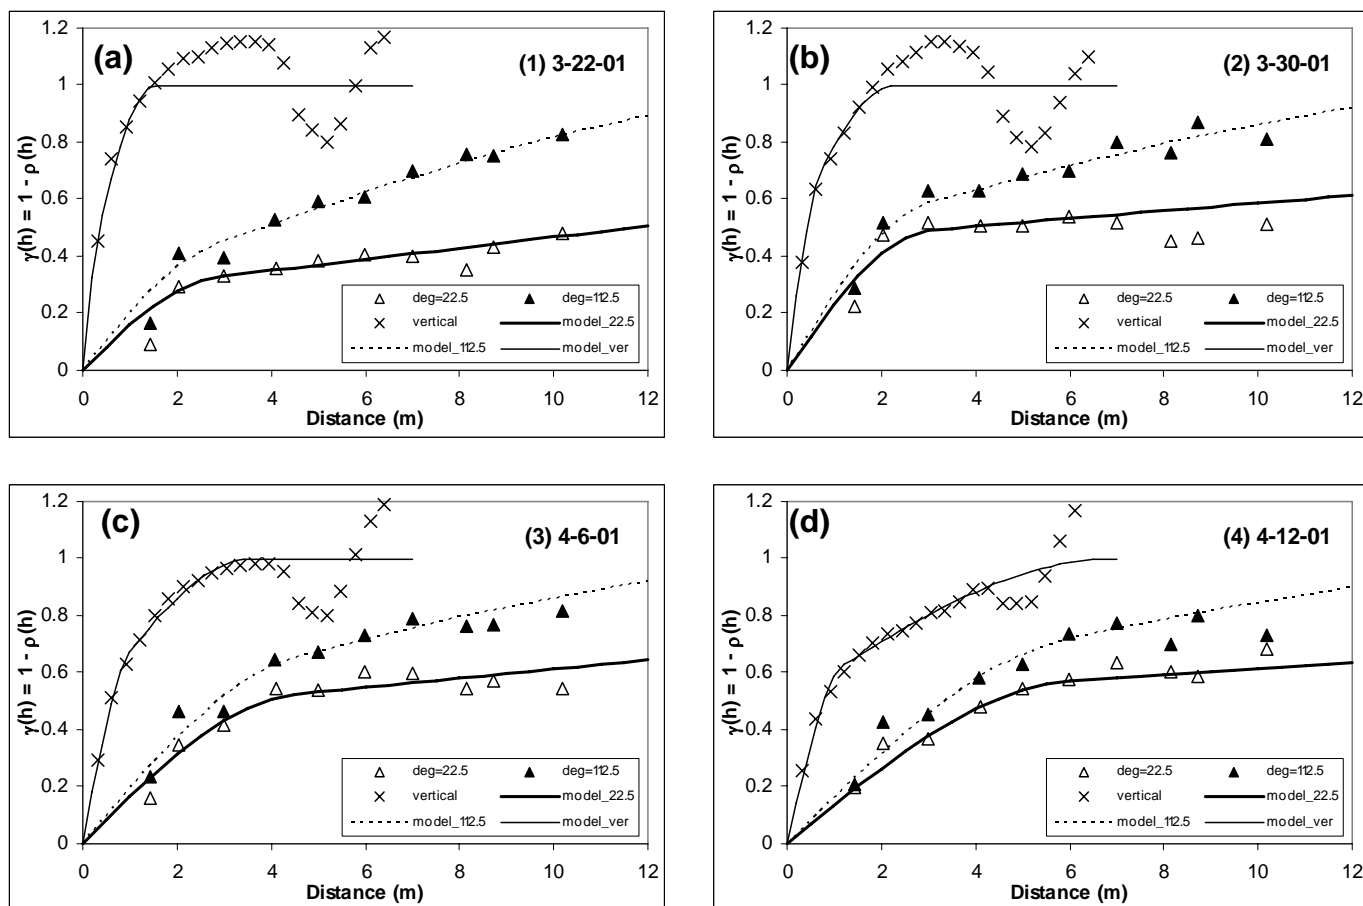 (a)
(1) 3-22-01
γ(h) = 1 - ρ(h)
1.2
1
0.8
0.6
0.4
0.2
0
deg=22.5
deg=112.5
vertical
model_22.5
model_112.5
model_ver
0 2 4 6 8 10 12
Distance (m)
(b)
(2) 3-30-01
γ(h) = 1 - ρ(h)
1.2
1
0.8
0.6
0.4
0.2
0
deg=22.5
deg=112.5
vertical
model_22.5
model_112.5
model_ver
0 2 4 6 8 10 12
Distance (m)
(c)
(3) 4-6-01
γ(h) = 1 - ρ(h)
1.2
1
0.8
0.6
0.4
0.2
0
deg=22.5
deg=112.5
vertical
model_22.5
model_112.5
model_ver
0 2 4 6 8 10 12
Distance (m)
(d)
(4) 4-12-01
γ(h) = 1 - ρ(h)
1.2
1
0.8
0.6
0.4
0.2
0
deg=22.5
deg=112.5
vertical
model_22.5
model_112.5
model_ver
0 2 4 6 8 10 12
Distance (m)